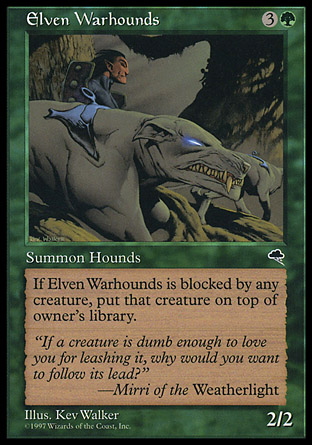 Elven Warhounds 3
Kev Walker
Summon Hounds
If Elven Warhounds is blocked by any
creature, put that creature on top of
owner's library.
"If a creature is dumb enough to love
you for leashing it, why would you want
to follow its lead?"
—Mirri of the Weatherlight
Illus. Kev Walker
©1997 Wizards of the Coast, Inc.
2/2